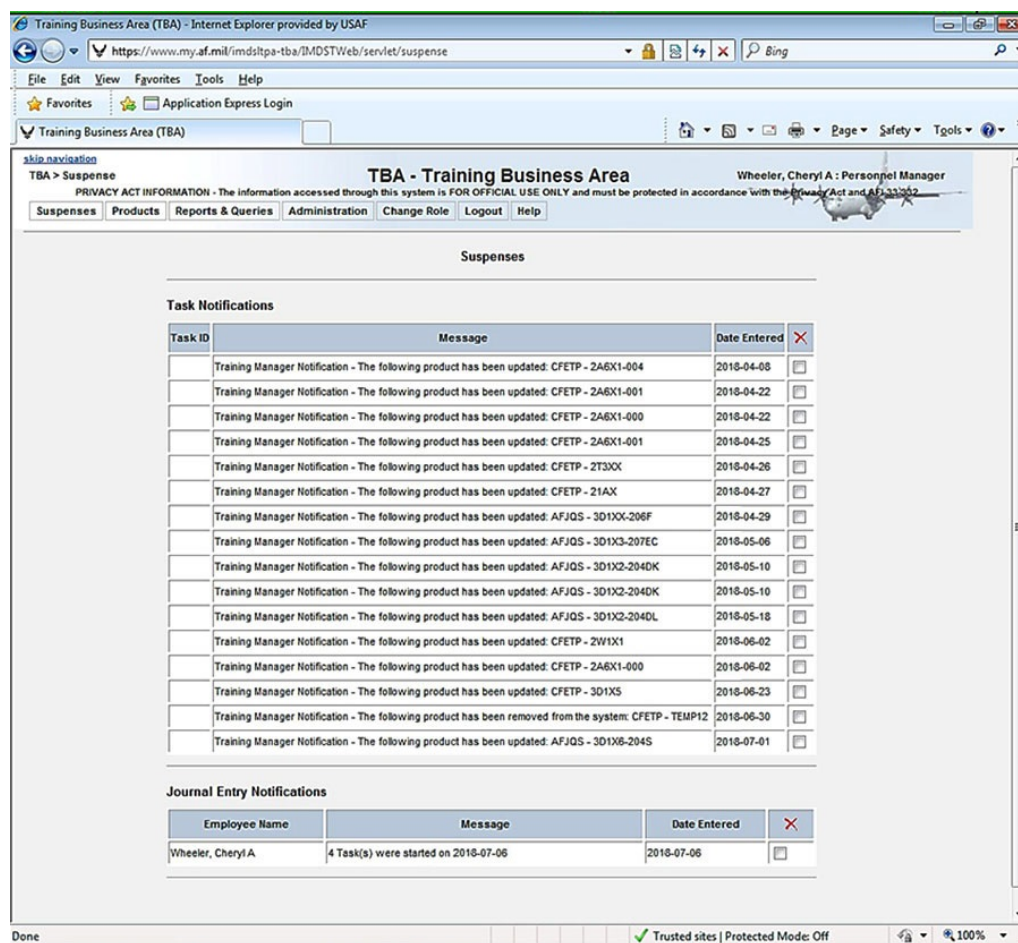 Training Business Area (TBA) - Internet Explorer provided by USAF
https://www.my.af.mil/imdsltpa-tba/IMDSTWeb/servlet/suspense
Bing
File Edit View Favorites Tools Help
Favorites Application Express Login
Training Business Area (TBA)
Page Safety Tools
skip navigation
TBA > Suspense
TBA - Training Business Area
Wheeler, Cheryl A : Personnel Manager
PRIVACY ACT INFORMATION - The information accessed through this system is FOR OFFICIAL USE ONLY and must be protected in accordance with the Privacy Act and AFI 33-302
Suspenses Products Reports & Queries Administration Change Role Logout Help
Suspenses
Task Notifications
Task ID Message Date Entered
Training Manager Notification - The following product has been updated: CFETP - 2A6X1-004 2018-04-08
Training Manager Notification - The following product has been updated: CFETP - 2A6X1-001 2018-04-22
Training Manager Notification - The following product has been updated: CFETP - 2A6X1-000 2018-04-22
Training Manager Notification - The following product has been updated: CFETP - 2A6X1-001 2018-04-25
Training Manager Notification - The following product has been updated: CFETP - 2T3XX 2018-04-26
Training Manager Notification - The following product has been updated: CFETP - 21AX 2018-04-27
Training Manager Notification - The following product has been updated: AFJQS - 3D1XX-206F 2018-04-29
Training Manager Notification - The following product has been updated: AFJQS - 3D1X3-207EC 2018-05-06
Training Manager Notification - The following product has been updated: AFJQS - 3D1X2-204DK 2018-05-10
Training Manager Notification - The following product has been updated: AFJQS - 3D1X2-204DK 2018-05-10
Training Manager Notification - The following product has been updated: AFJQS - 3D1X2-204DL 2018-05-18
Training Manager Notification - The following product has been updated: CFETP - 2W1X1 2018-06-02
Training Manager Notification - The following product has been updated: CFETP - 2A6X1-000 2018-06-02
Training Manager Notification - The following product has been updated: CFETP - 3D1X5 2018-06-23
Training Manager Notification - The following product has been removed from the system: CFETP - TEMP12 2018-06-30
Training Manager Notification - The following product has been updated: AFJQS - 3D1X6-204S 2018-07-01
Journal Entry Notifications
Employee Name Message Date Entered
Wheeler, Cheryl A 4 Task(s) were started on 2018-07-06 2018-07-06
Done Trusted sites | Protected Mode: Off 100%